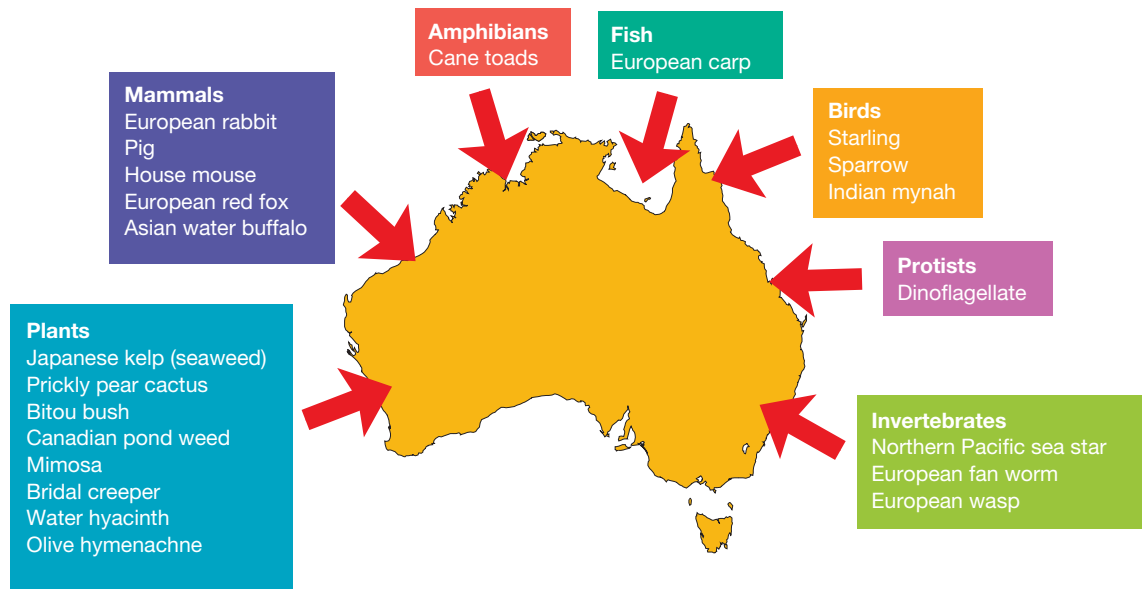 Amphibians
Cane toads
Fish
European carp
Mammals
European rabbit
Pig
House mouse
European red fox
Asian water buffalo
Birds
Starling
Sparrow
Indian mynah
Protists
Dinoflagellate
Plants
Japanese kelp (seaweed)
Prickly pear cactus
Bitou bush
Canadian pond weed
Mimosa
Bridal creeper
Water hyacinth
Olive hymenachne
Invertebrates
Northern Pacific sea star
European fan worm
European wasp